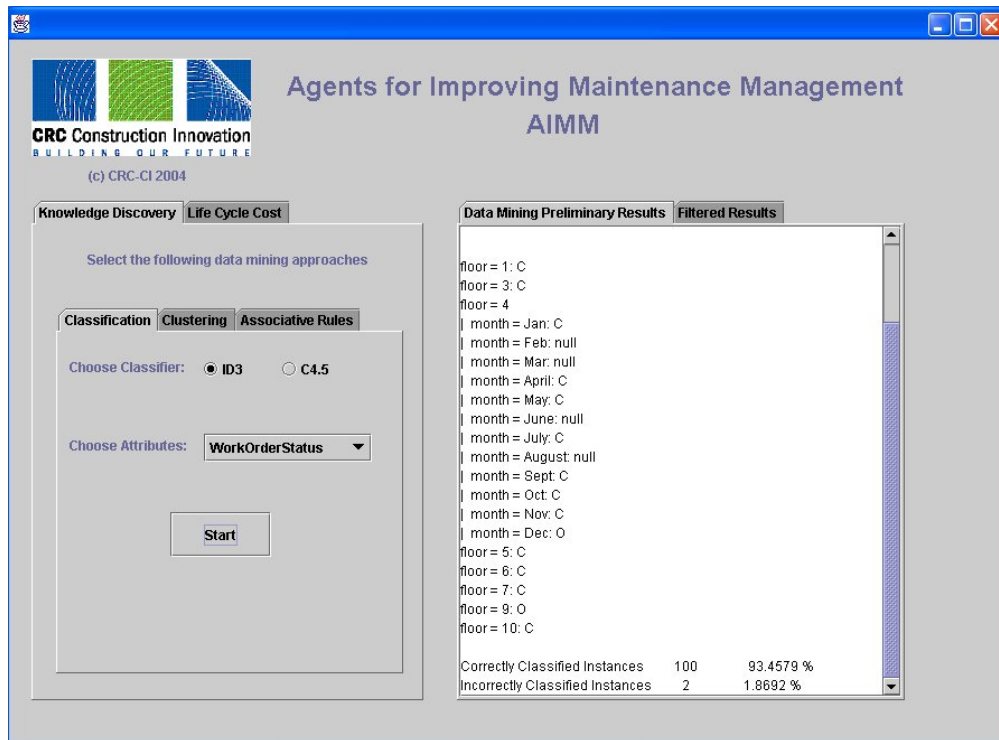 Agents for Improving Maintenance Management
AIMM
CRC Construction Innovation
BUILDING OUR FUTURE
(c) CRC-CI 2004
Knowledge Discovery Life Cycle Cost
Select the following data mining approaches
Classification Clustering Associative Rules
Choose Classifier: ID3 C4.5
Choose Attributes: WorkOrderStatus
Start
Data Mining Preliminary Results Filtered Results
floor = 1: C
floor = 3: C
floor = 4
| month = Jan: C
| month = Feb: null
| month = Mar: null
| month = April: C
| month = May: C
| month = June: null
| month = July: C
| month = August: null
| month = Sept: C
| month = Oct: C
| month = Nov: C
| month = Dec: O
floor = 5: C
floor = 6: C
floor = 7: C
floor = 9: O
floor = 10: C
Correctly Classified Instances 100 93.4579 %
Incorrectly Classified Instances 2 1.8692 %